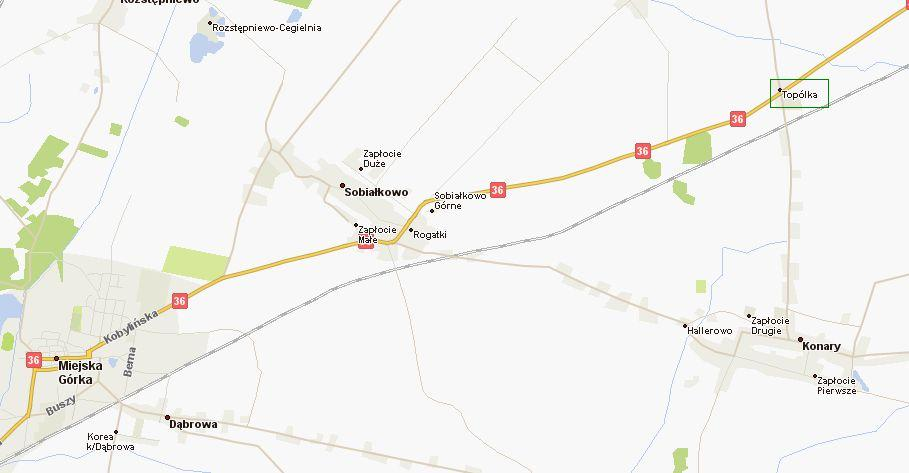 Rozstępniewo
Rozstępniewo-Cegielnia
Topólka
36
36
Zapłocie
Duże
Sobiałkowo
36
Sobiałkowo
Górne
Zapłocie
Małe
Rogatki
36
Kobylińska
Hallerowo
Zapłocie
Drugie
Konary
36
Miejska
Górka
Berna
Zapłocie
Pierwsze
Buszy
Dąbrowa
Korea
k/Dąbrowa